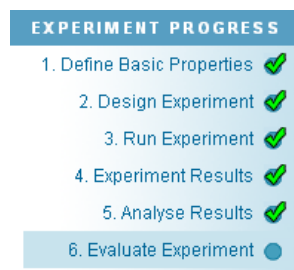 EXPERIMENT PROGRESS
1. Define Basic Properties
2. Design Experiment
3. Run Experiment
4. Experiment Results
5. Analyse Results
6. Evaluate Experiment